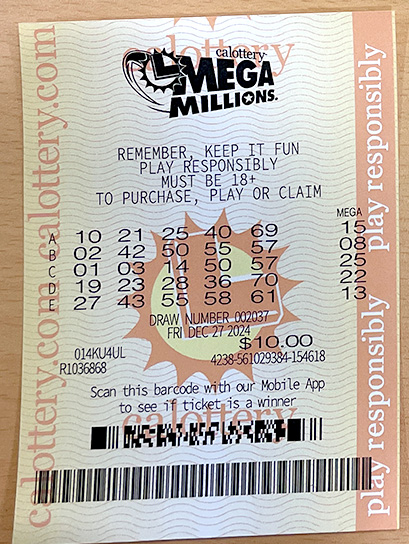 calottery
MEGA
MILLIONS
REMEMBER, KEEP IT FUN
PLAY RESPONSIBLY
MUST BE 18+
TO PURCHASE, PLAY OR CLAIM
MEGA
A 10 21 25 40 69 15
B 02 42 50 55 57 08
C 01 03 14 50 57 25
D 19 23 28 36 70 22
E 27 43 55 58 61 13
DRAW NUMBER 002037
FRI DEC 27 2024
$10.00
014KU4UL 4238-561029384-154618
R1036868
Scan this barcode with our Mobile App
to see if ticket is a winner
calottery
calottery.com calottery.com
play responsibly play responsibly